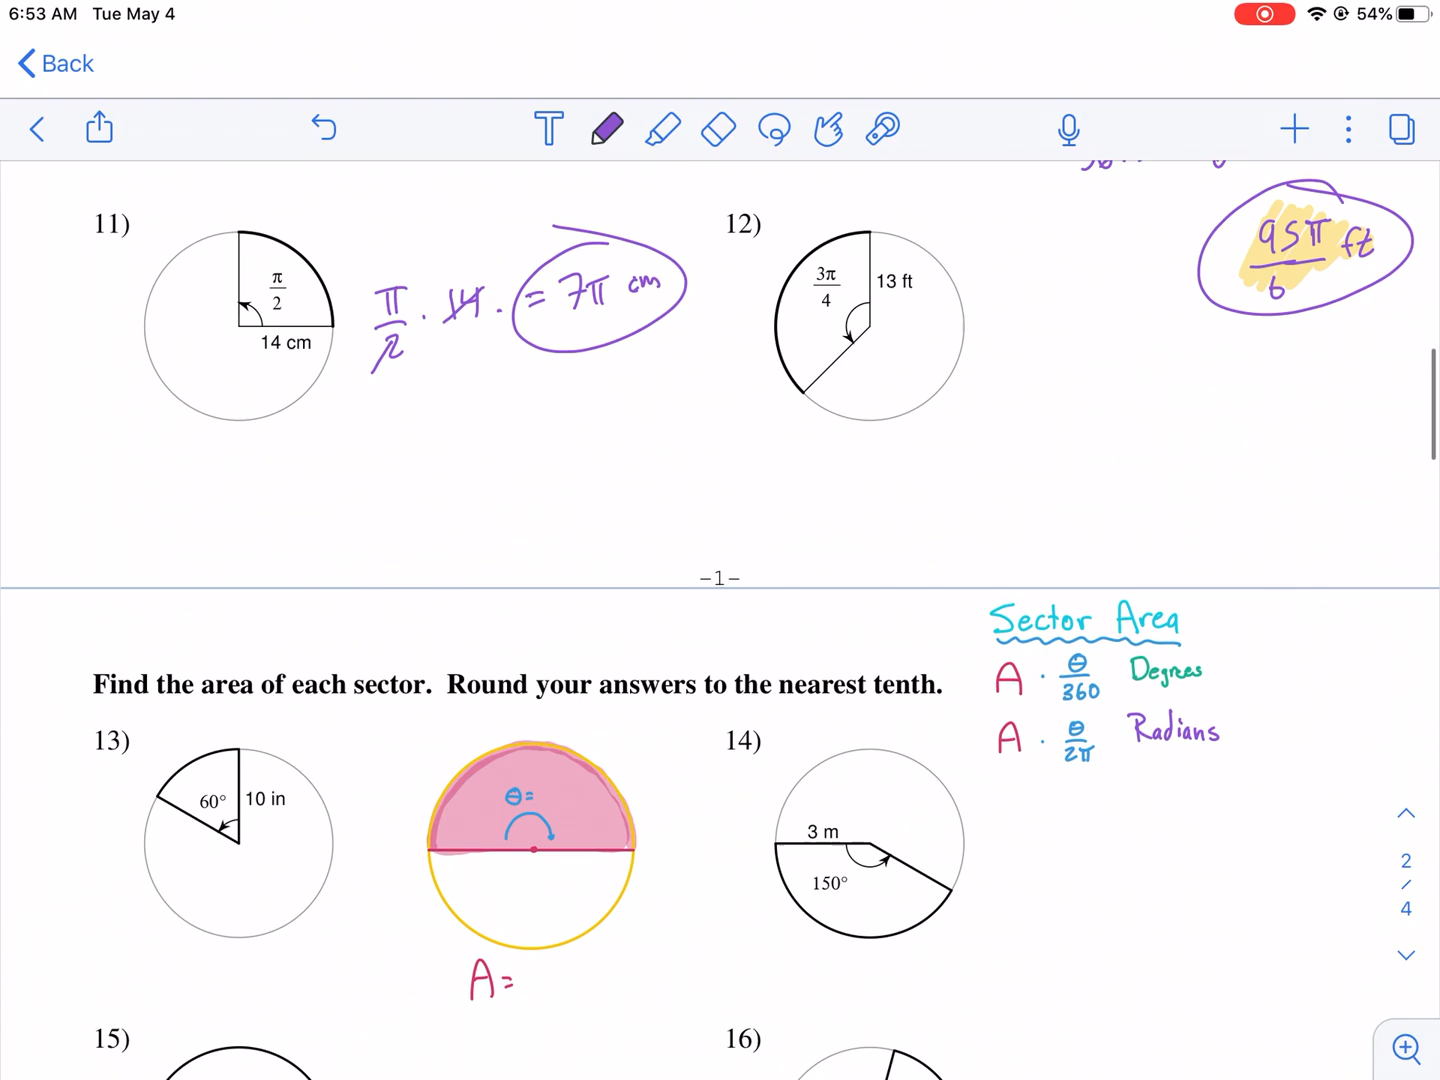 6:53 AM Tue May 4
54%
Back
11)
π/2
14 cm
π/2 · 14 · = 7π cm
12)
3π/4
13 ft
95π/6 ft
-1-
Sector Area
A · θ/360 Degrees
A · θ/2π Radians
Find the area of each sector. Round your answers to the nearest tenth.
13)
60°
10 in
θ=
A=
14)
3 m
150°
2
/
4
15)
16)